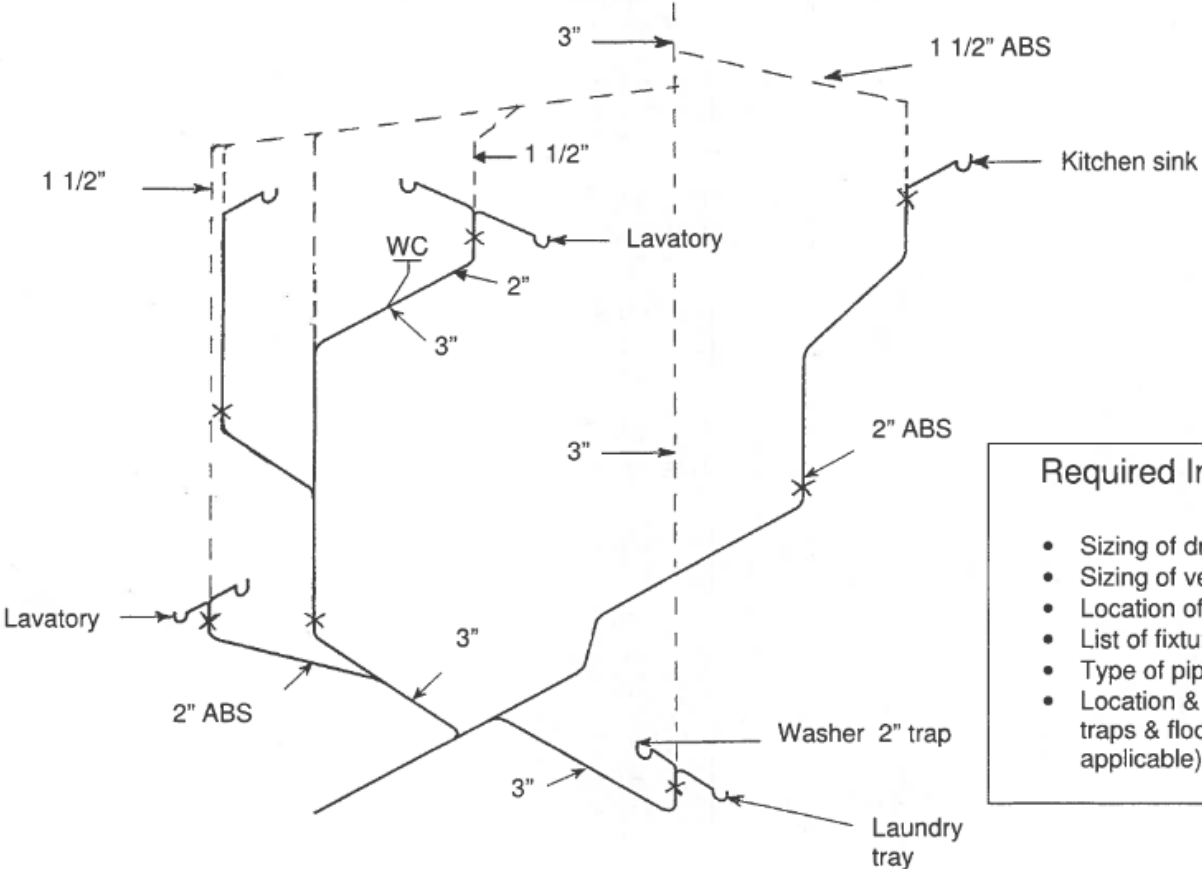 3”
1 1/2” ABS
1 1/2”
1 1/2”
Kitchen sink
Lavatory
WC
2”
3”
2” ABS
3”
Required In
• Sizing of dr
• Sizing of ve
• Location of
• List of fixtu
• Type of pip
• Location &
traps & floo
applicable)
Lavatory
3”
2” ABS
Washer 2” trap
3”
Laundry
tray